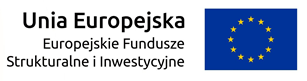 Unia Europejska
Europejskie Fundusze
Strukturalne i Inwestycyjne